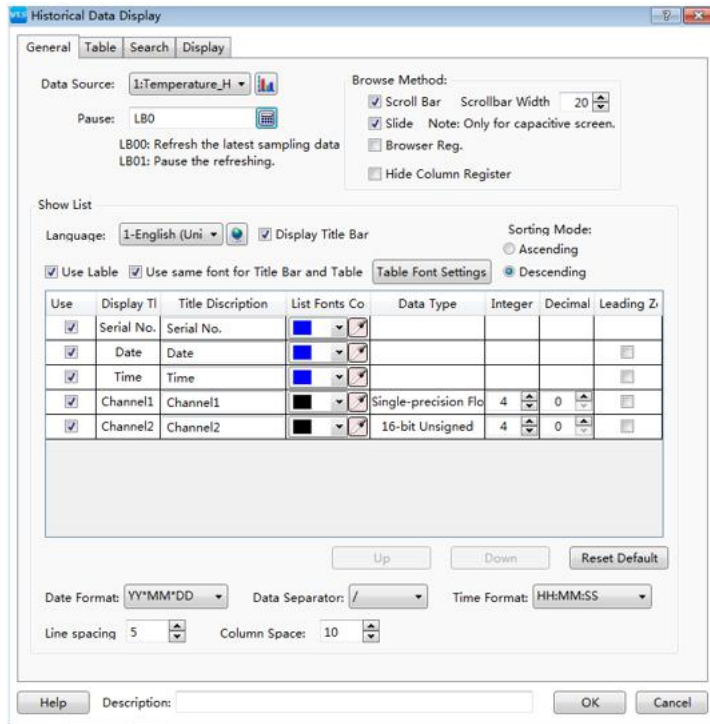 Historical Data Display
General Table Search Display
Data Source: 1:Temperature_H
Pause: LB0
LB00: Refresh the latest sampling data
LB01: Pause the refreshing.
Browse Method:
Scroll Bar Scrollbar Width 20
Slide Note: Only for capacitive screen.
Browser Reg.
Hide Column Register
Show List
Language: 1-English (Uni Display Title Bar
Sorting Mode:
Ascending
Use Lable Use same font for Title Bar and Table Table Font Settings Descending
Use Display Tl Title Discription List Fonts Co Data Type Integer Decimal Leading Z
Serial No. Serial No.
Date Date
Time Time
Channel1 Channel1 Single-precision Flo 4 0
Channel2 Channel2 16-bit Unsigned 4 0
Up Down Reset Default
Date Format: YY*MM*DD Data Separator: / Time Format: HH:MM:SS
Line spacing 5 Column Space: 10
Help Description: OK Cancel